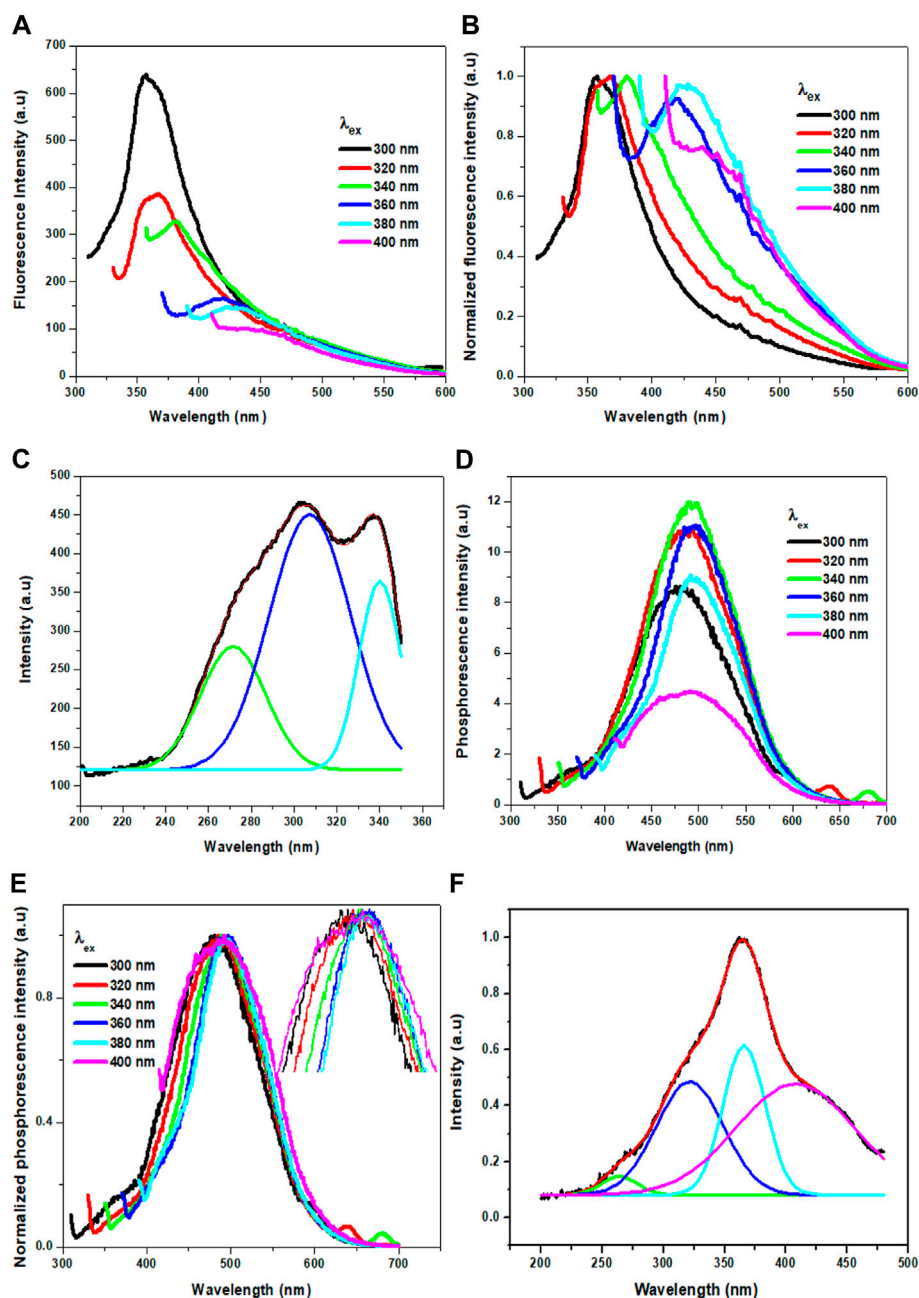 A
Fluorescence Intensity (a.u)
700
600
500
400
300
200
100
0
λex
300 nm
320 nm
340 nm
360 nm
380 nm
400 nm
300 350 400 450 500 550 600
Wavelength (nm)
B
Normalized fluorescence intensity (a.u)
1.0
0.8
0.6
0.4
0.2
0.0
λex
300 nm
320 nm
340 nm
360 nm
380 nm
400 nm
300 350 400 450 500 550 600
Wavelength (nm)
C
Intensity (a.u)
500
450
400
350
300
250
200
150
100
200 220 240 260 280 300 320 340 360
Wavelength (nm)
D
Phosphorescence intensity (a.u)
12
10
8
6
4
2
0
λex
300 nm
320 nm
340 nm
360 nm
380 nm
400 nm
300 350 400 450 500 550 600 650 700
Wavelength (nm)
E
Normalized phosphorescence intensity (a.u)
0.8
0.4
0.0
λex
300 nm
320 nm
340 nm
360 nm
380 nm
400 nm
300 400 500 600 700
Wavelength (nm)
F
Intensity (a.u)
1.0
0.8
0.6
0.4
0.2
0.0
200 250 300 350 400 450 500
Wavelength (nm)